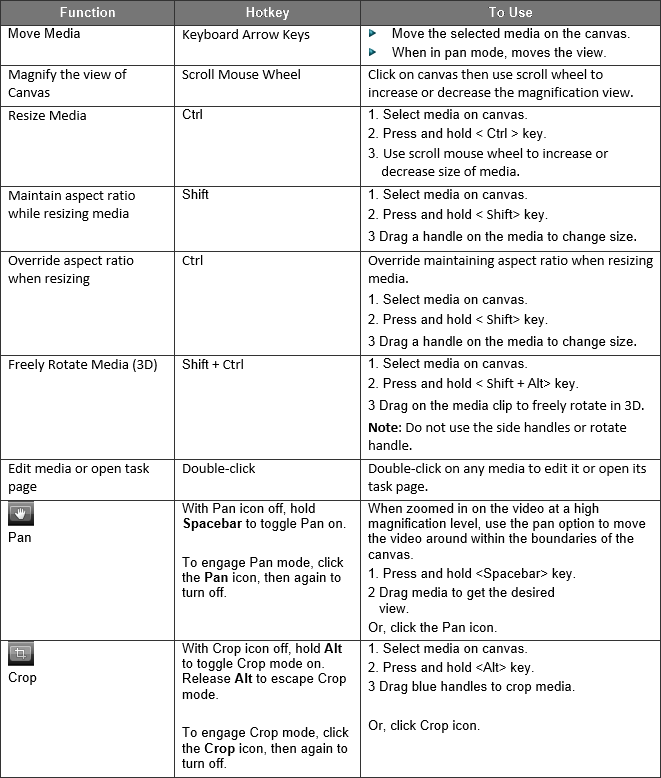 Function Hotkey To Use
Move Media Keyboard Arrow Keys Move the selected media on the canvas.
When in pan mode, moves the view.
Magnify the view of Scroll Mouse Wheel Click on canvas then use scroll wheel to
Canvas increase or decrease the magnification view.
Resize Media Ctrl 1. Select media on canvas.
2. Press and hold < Ctrl > key.
3. Use scroll mouse wheel to increase or
decrease size of media.
Maintain aspect ratio Shift 1. Select media on canvas.
while resizing media 2. Press and hold < Shift> key.
3 Drag a handle on the media to change size.
Override aspect ratio Ctrl Override maintaining aspect ratio when resizing
when resizing media.
1. Select media on canvas.
2. Press and hold < Shift> key.
3 Drag a handle on the media to change size.
Freely Rotate Media (3D) Shift + Ctrl 1. Select media on canvas.
2. Press and hold < Shift + Alt> key.
3 Drag on the media clip to freely rotate in 3D.
Note: Do not use the side handles or rotate
handle.
Edit media or open task Double-click Double-click on any media to edit it or open its
page task page.
With Pan icon off, hold When zoomed in on the video at a high
Spacebar to toggle Pan on. magnification level, use the pan option to move
Pan the video around within the boundaries of the
canvas.
To engage Pan mode, click 1. Press and hold <Spacebar> key.
the Pan icon, then again to 2 Drag media to get the desired
turn off. view.
Or, click the Pan icon.
With Crop icon off, hold Alt 1. Select media on canvas.
to toggle Crop mode on. 2. Press and hold <Alt> key.
Crop Release Alt to escape Crop 3 Drag blue handles to crop media.
mode.
Or, click Crop icon.
To engage Crop mode, click
the Crop icon, then again to
turn off.